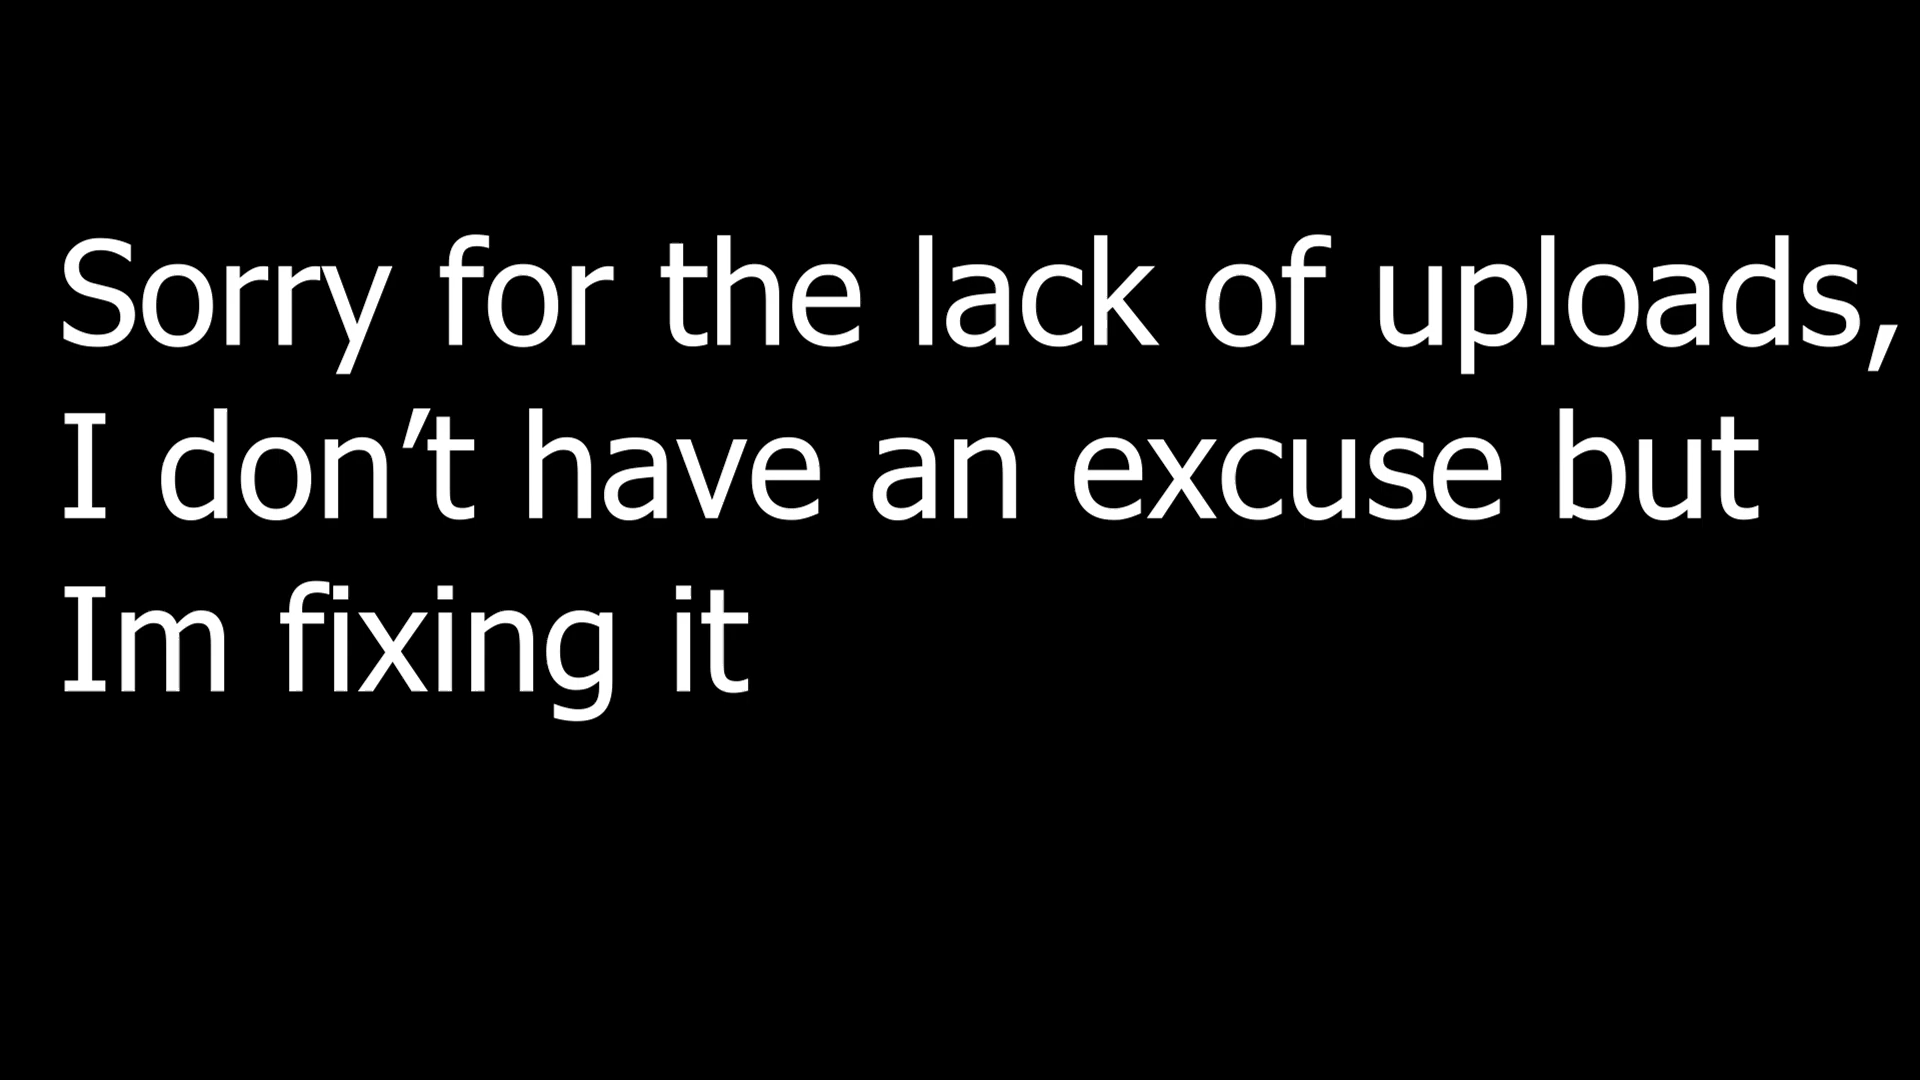 Sorry for the lack of uploads,
I don’t have an excuse but
Im fixing it